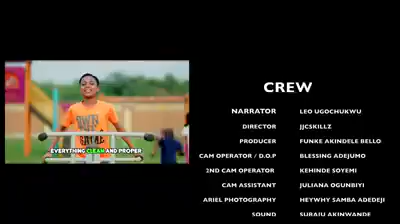 EVERYTHING CLEAN AND PROPER
CREW
NARRATOR LEO UGOCHUKWU
DIRECTOR JJCSKILLZ
PRODUCER FUNKE AKINDELE BELLO
CAM OPERATOR / D.O.P BLESSING ADEJUMO
2ND CAM OPERATOR KEHINDE SOYEMI
CAM ASSISTANT JULIANA OGUNBIYI
ARIEL PHOTOGRAPHY HEYWHY SAMBA ADEDEJI
SOUND SURAJU AKINWANDE